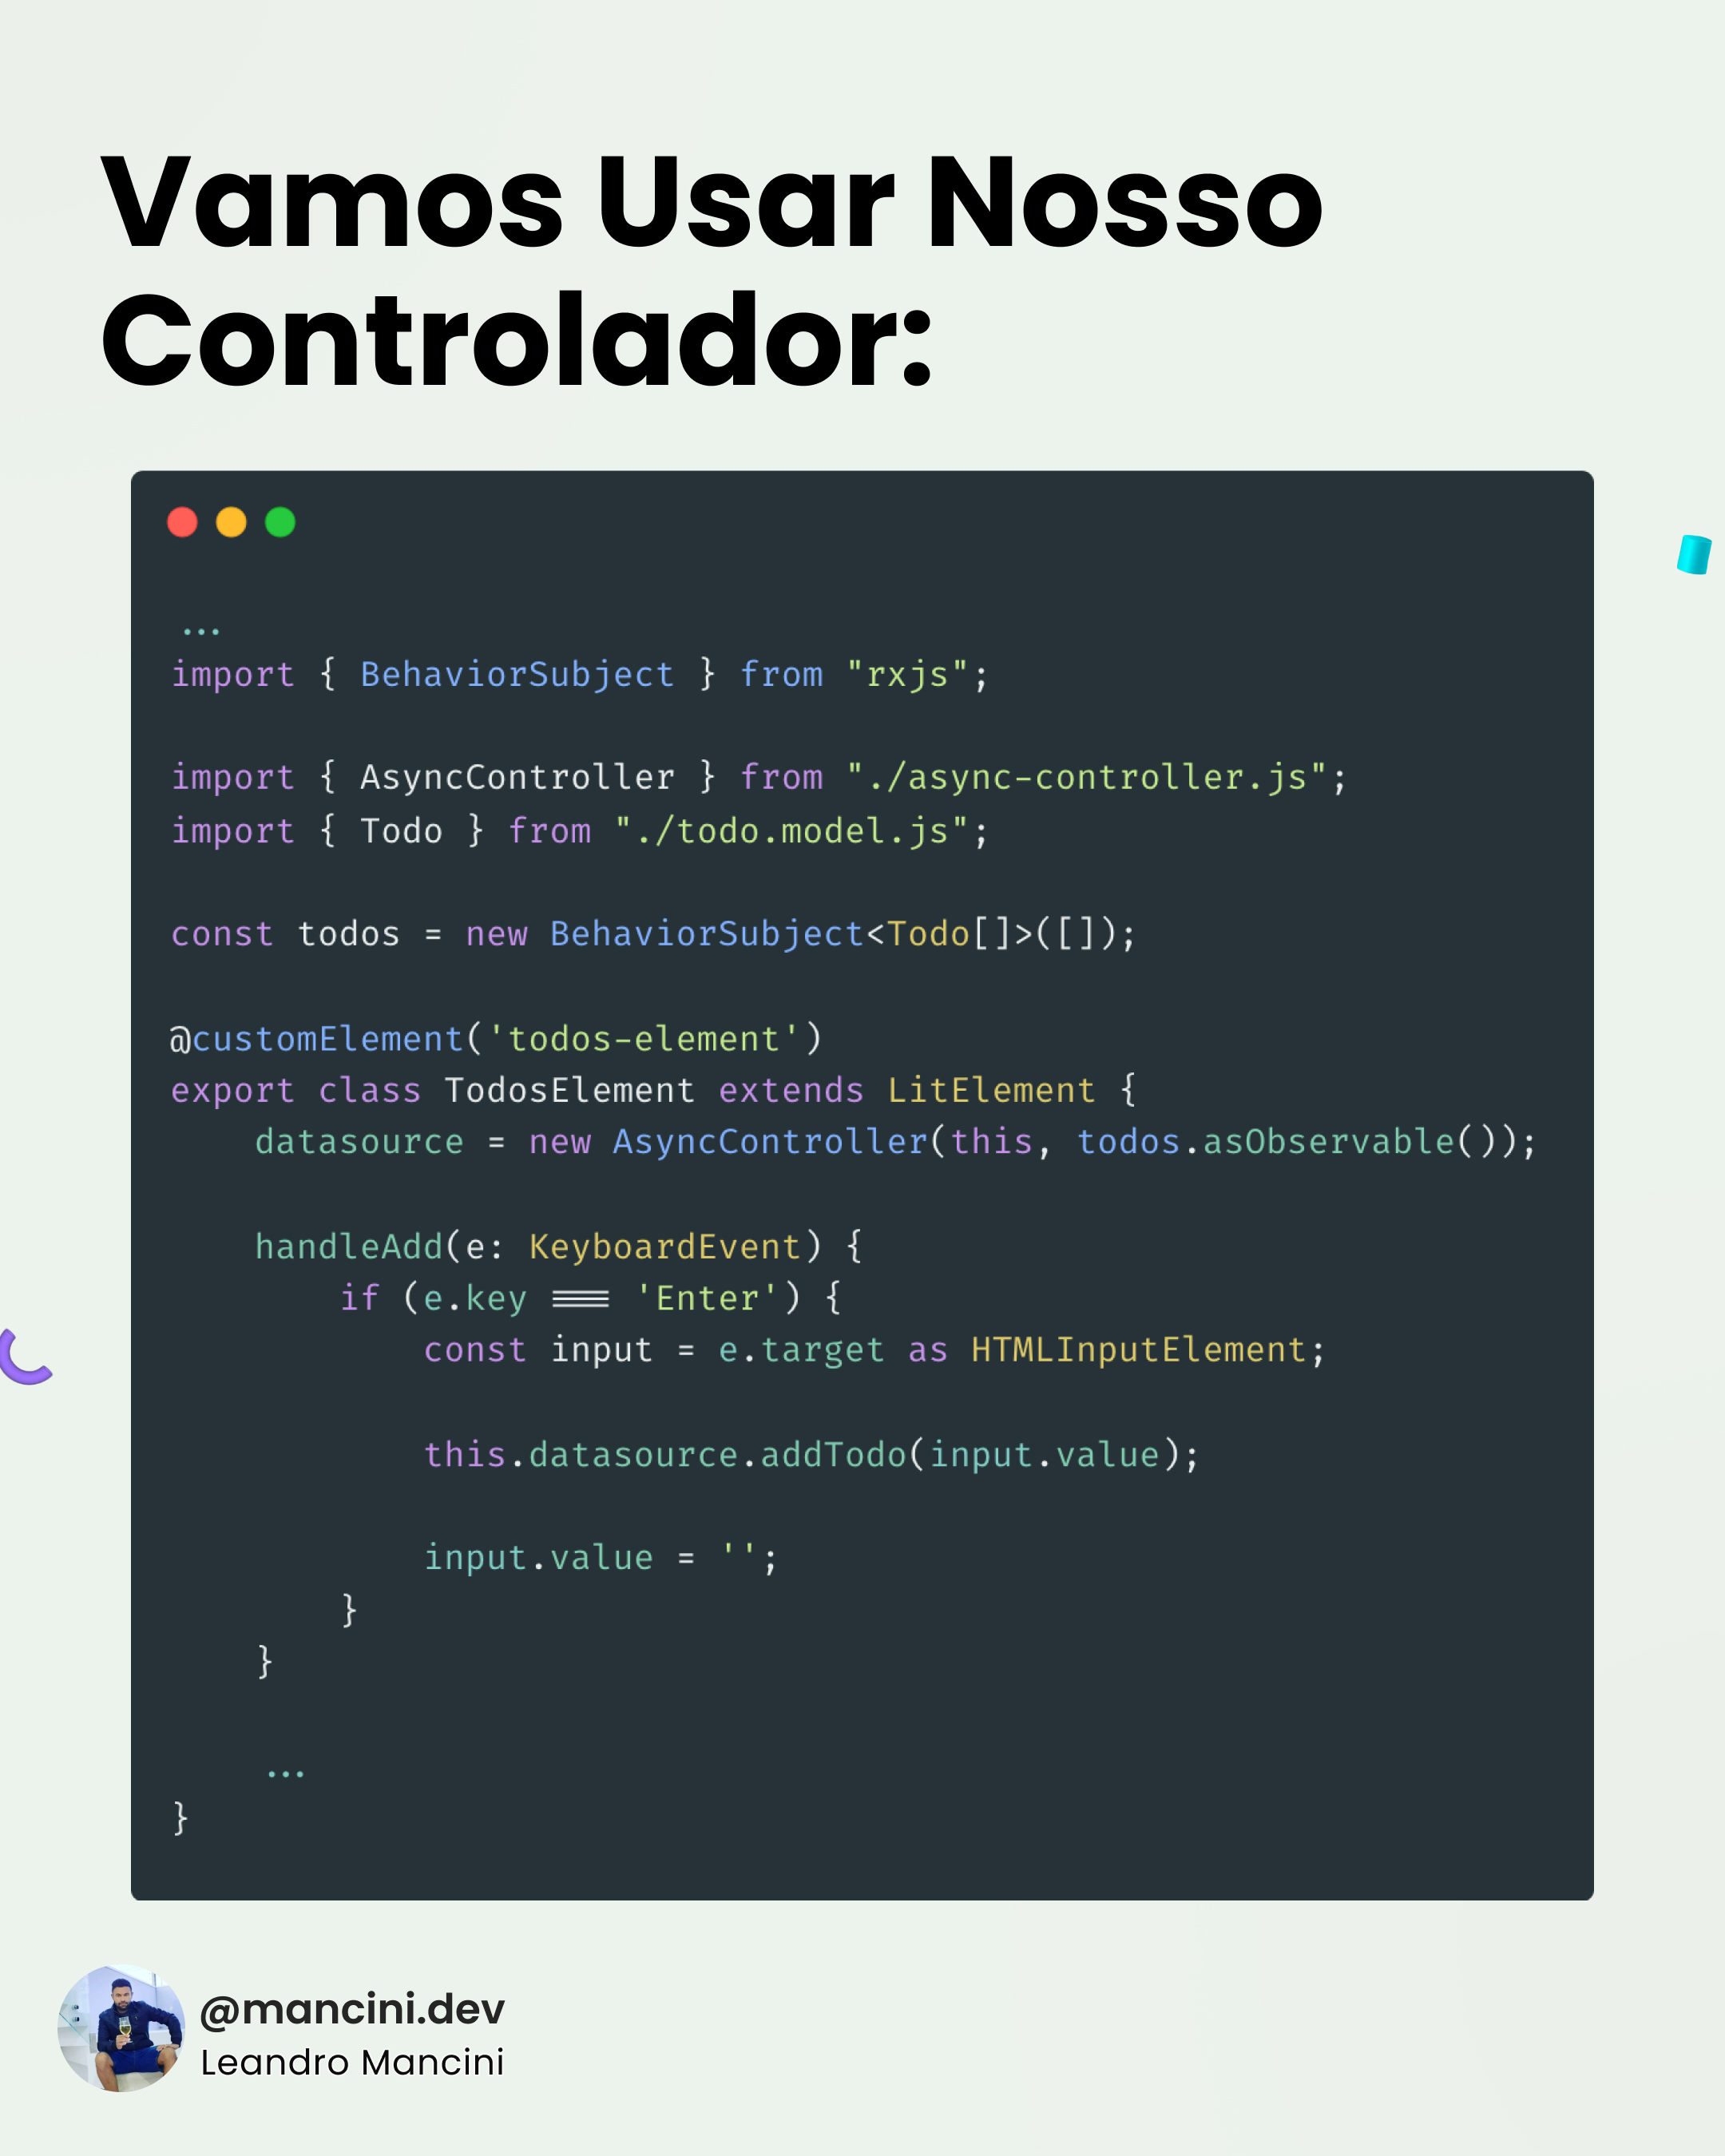 Vamos Usar Nosso
Controlador:
...
import { BehaviorSubject } from "rxjs";
import { AsyncController } from "./async-controller.js";
import { Todo } from "./todo.model.js";
const todos = new BehaviorSubject<Todo[]>([]);
@customElement('todos-element')
export class TodosElement extends LitElement {
    datasource = new AsyncController(this, todos.asObservable());
    handleAdd(e: KeyboardEvent) {
        if (e.key === 'Enter') {
            const input = e.target as HTMLInputElement;
            this.datasource.addTodo(input.value);
            input.value = '';
        }
    }
    ...
}
@mancini.dev
Leandro Mancini